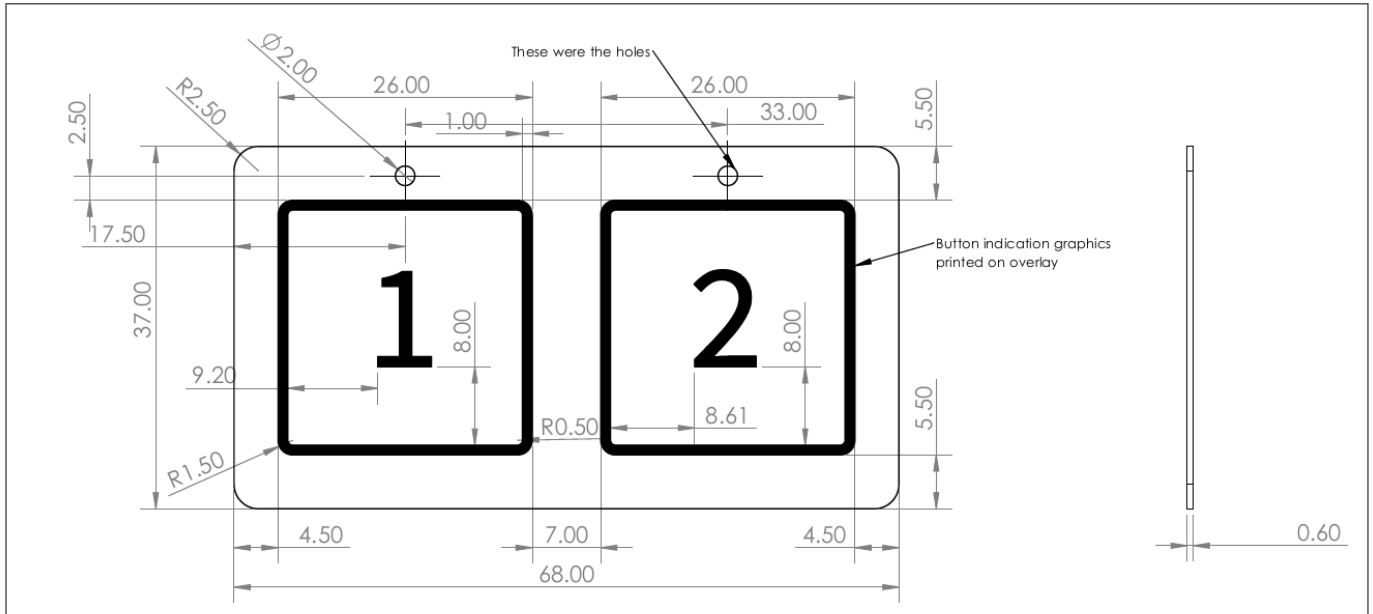 Ø2.00
These were the holes
R2.50
26.00
26.00
2.50
1.00
33.00
5.50
17.50
Button indication graphics
printed on overlay
1
2
37.00
8.00
8.00
9.20
8.61
5.50
R0.50
R1.50
4.50
7.00
4.50
0.60
68.00